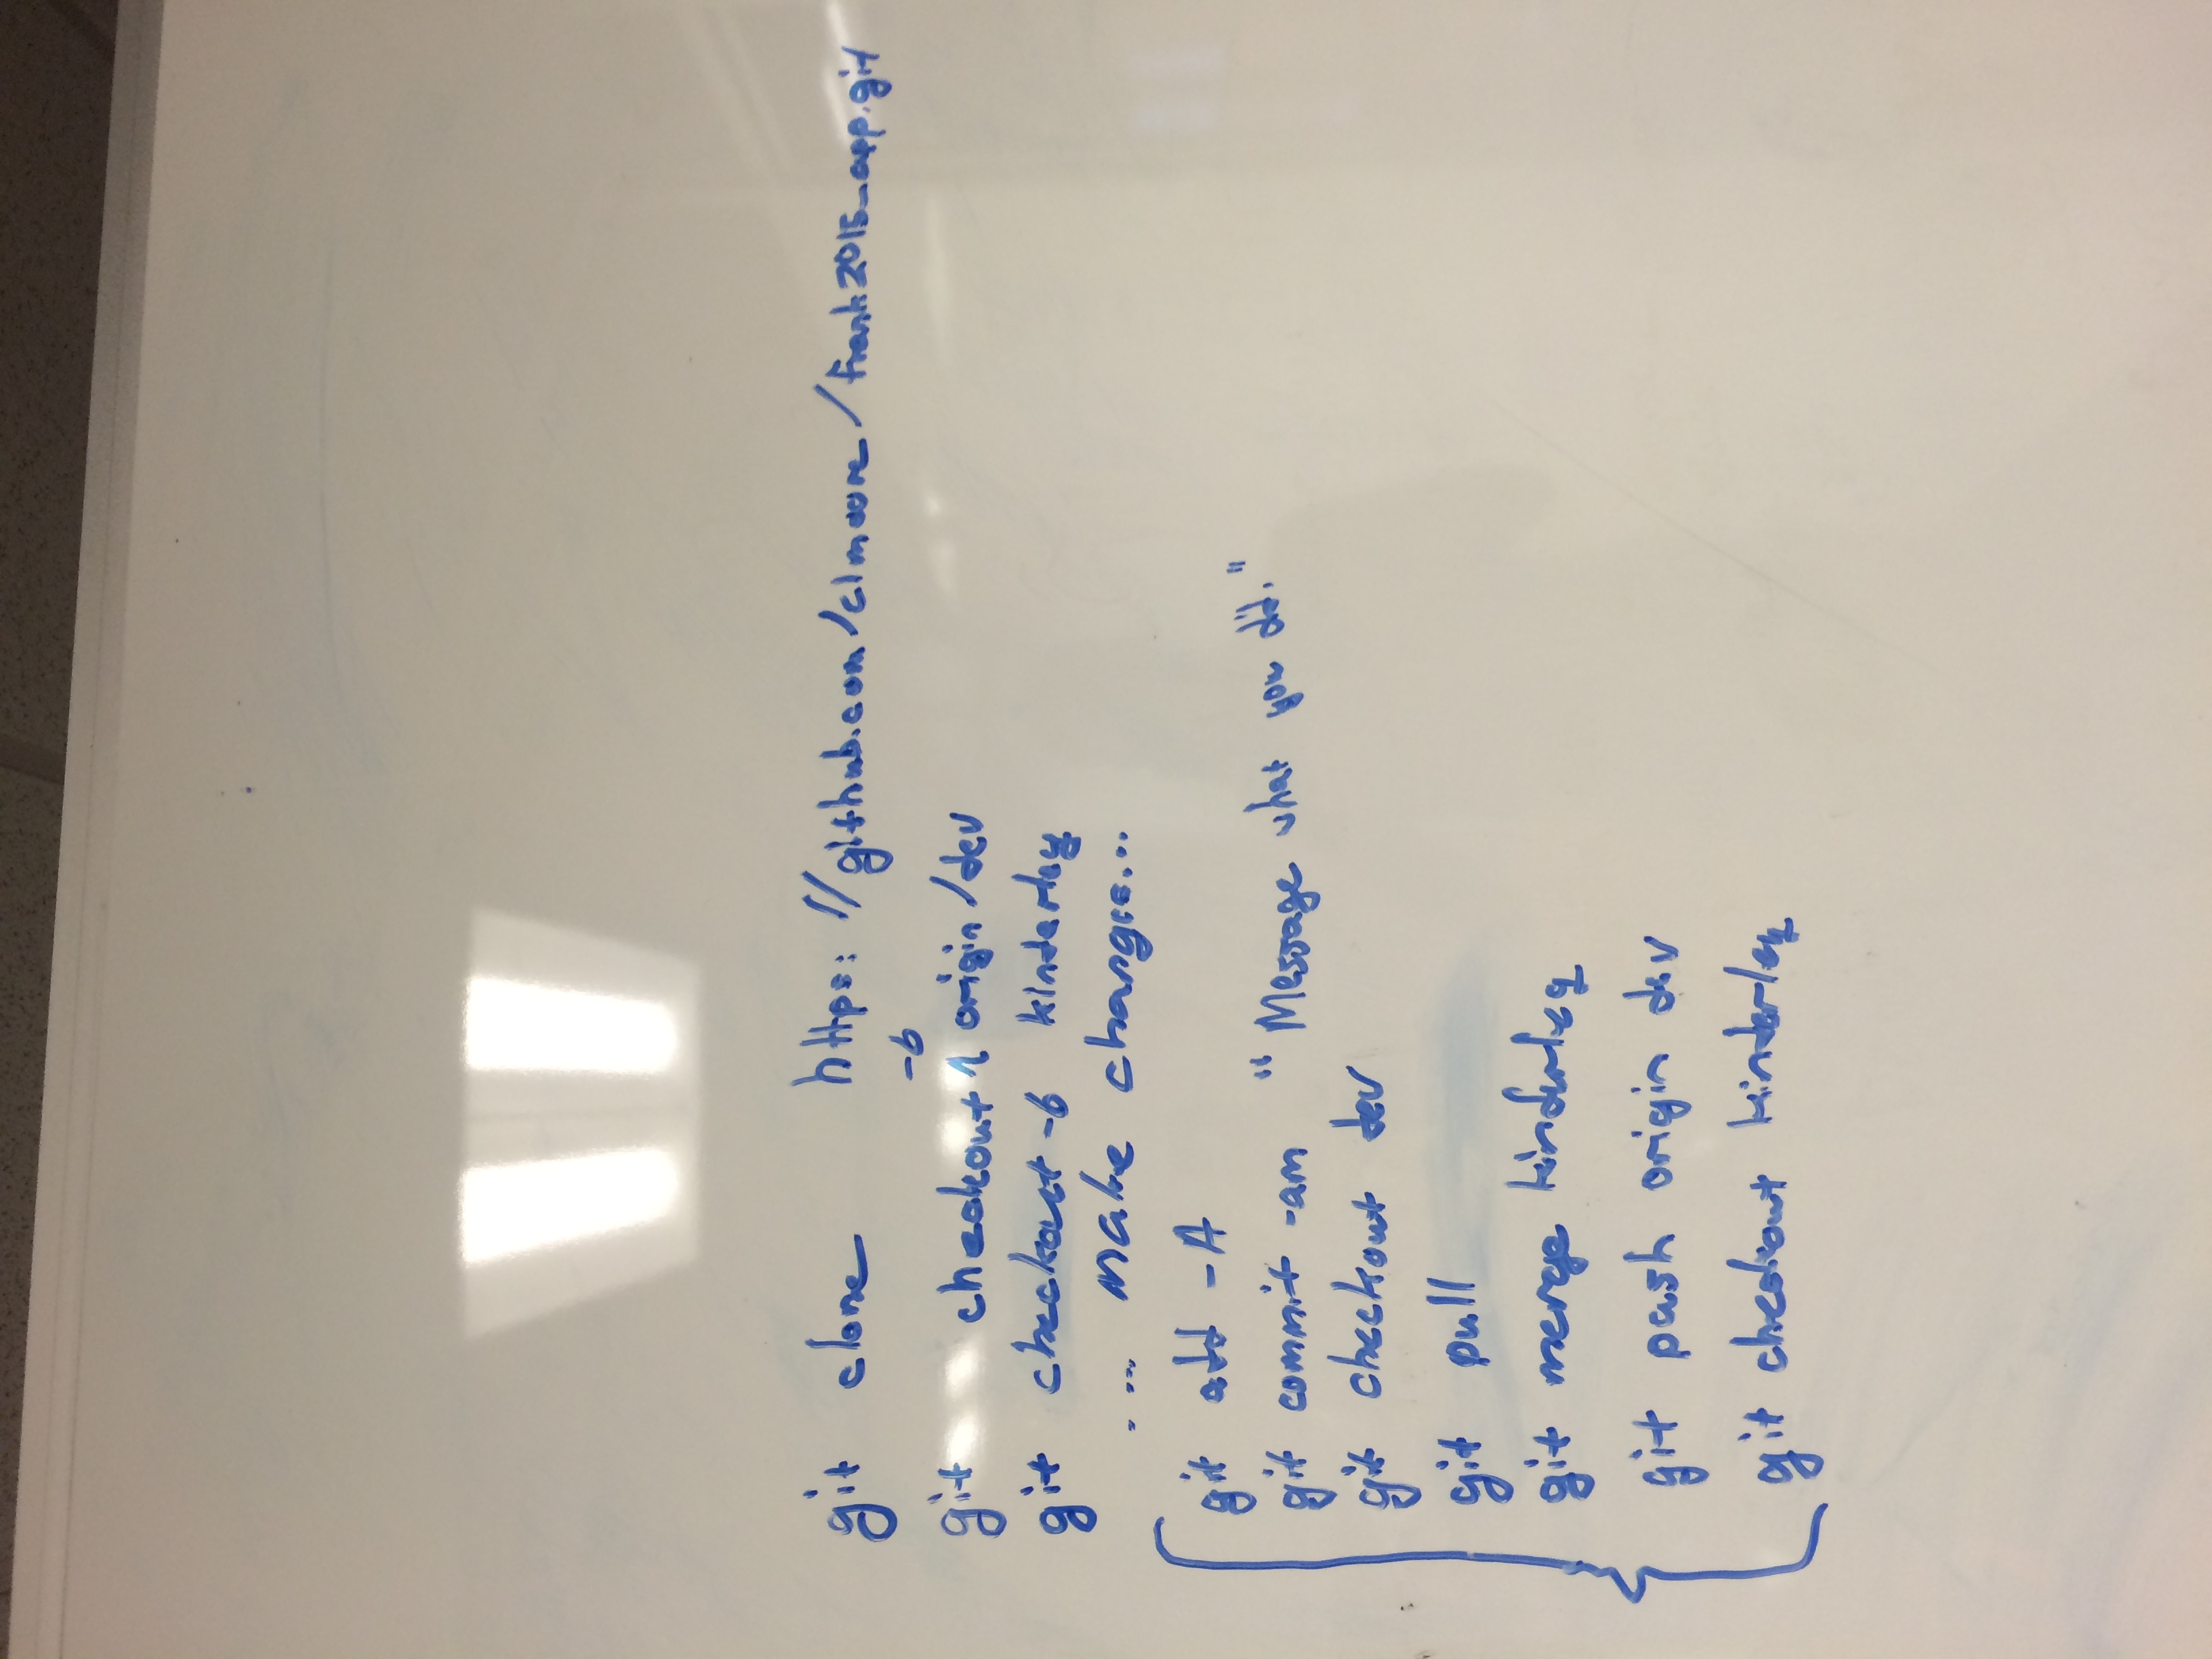 git clone https://github.com/clmoore/frank2015_app.git
-b
git checkout origin/dev
git checkout -b kinderley
.... make changes...
git add -A
git commit -am "Message what you did."
git checkout dev
git pull
git merge kinderley
git push origin dev
git checkout kinderley